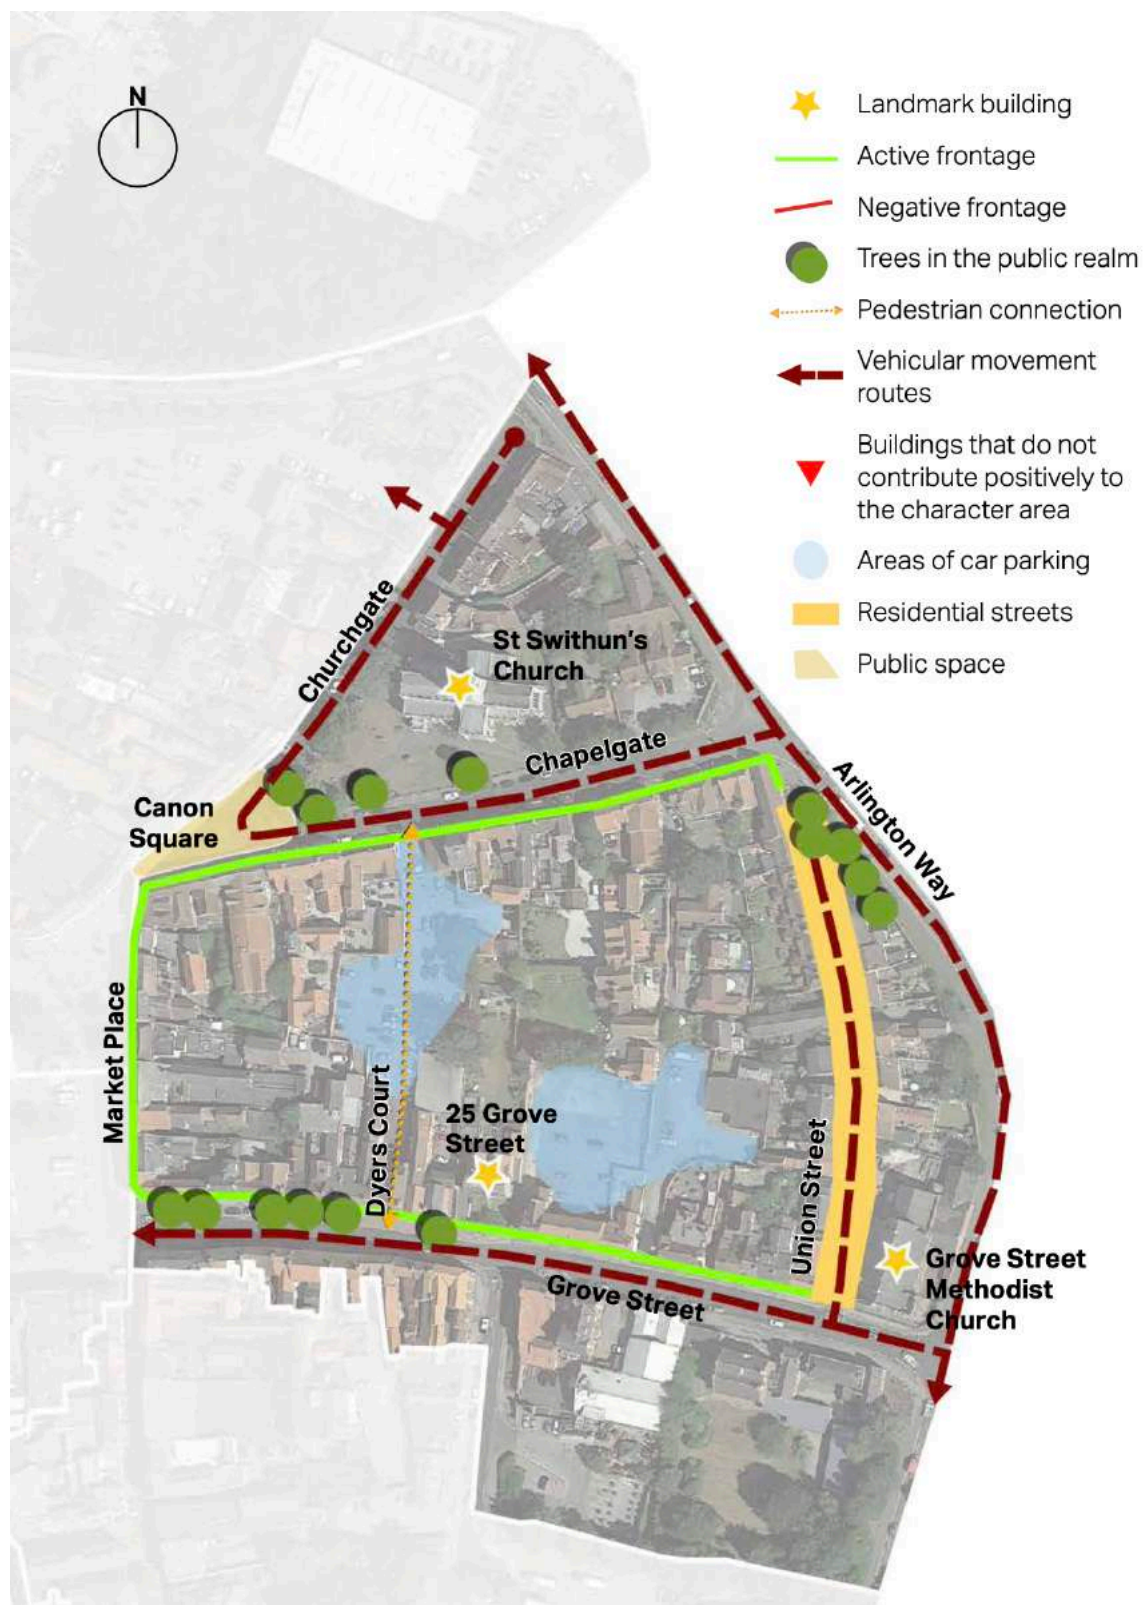 N
Landmark building
Active frontage
Negative frontage
Trees in the public realm
Pedestrian connection
Vehicular movement
routes
Buildings that do not
contribute positively to
the character area
Areas of car parking
Residential streets
Public space
Churchgate
St Swithun's
Church
Chapelgate
Canon
Square
Arlington Way
Market Place
Dyers Court
25 Grove
Street
Union Street
Grove Street
Methodist
Church
Grove Street